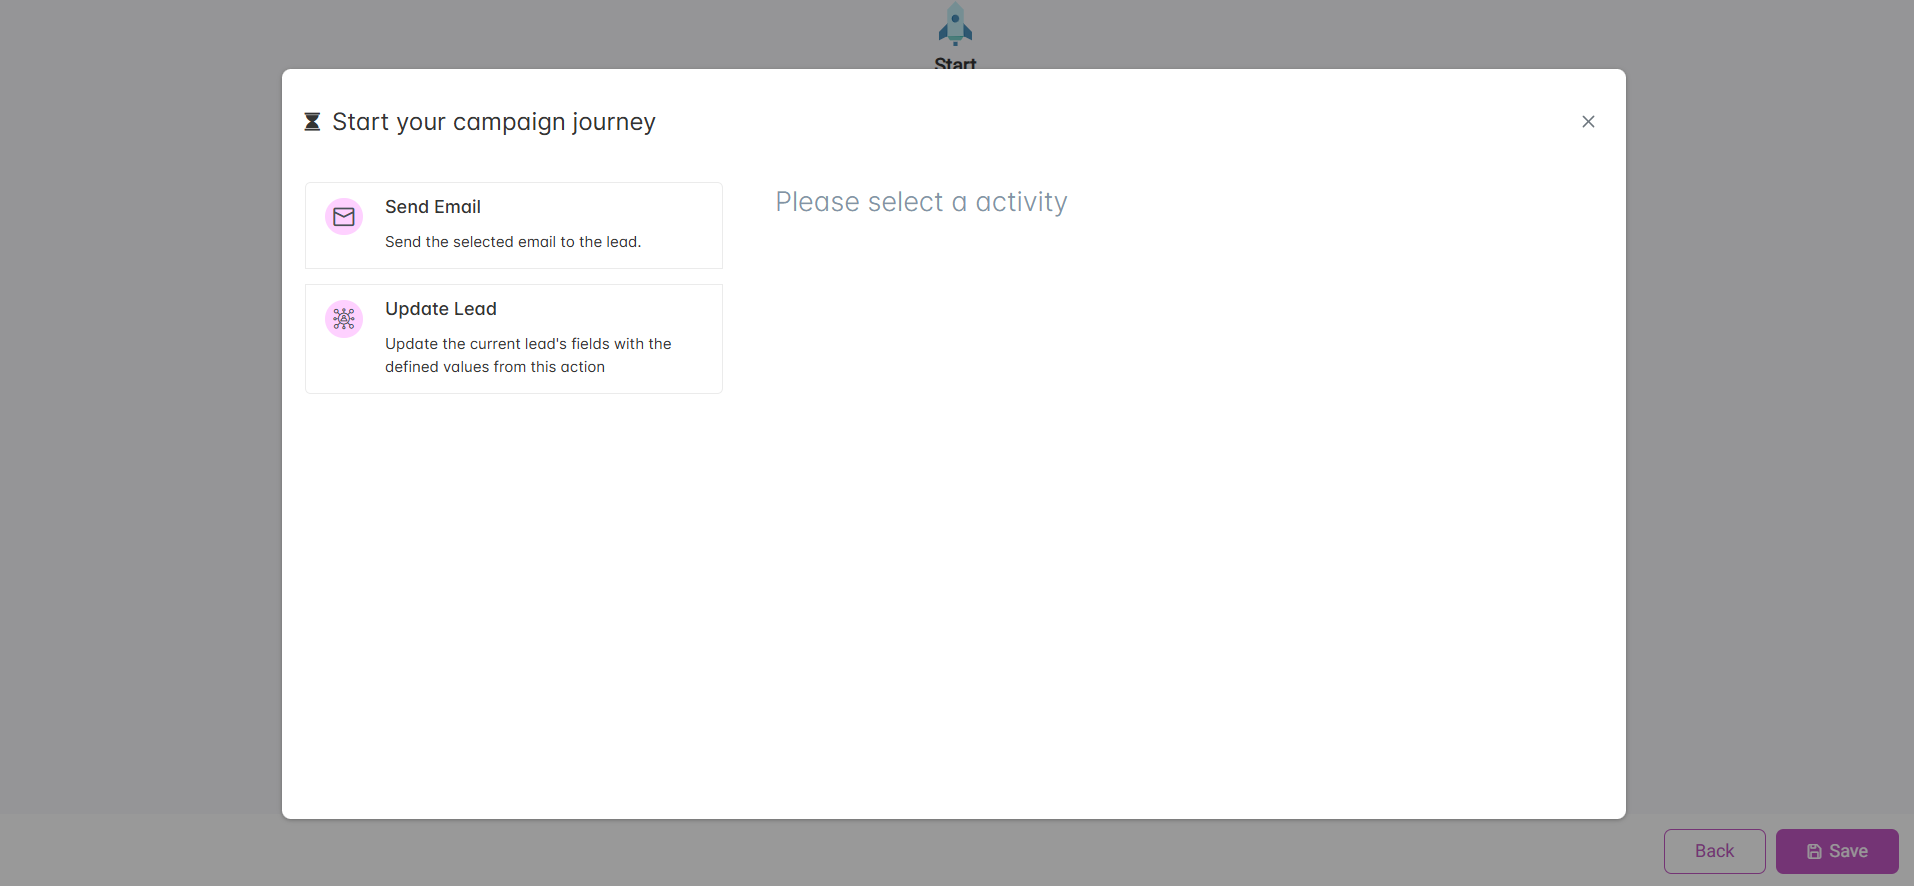 Start
Start your campaign journey
Send Email
Send the selected email to the lead.
Update Lead
Update the current lead's fields with the
defined values from this action
Please select a activity
Back
Save